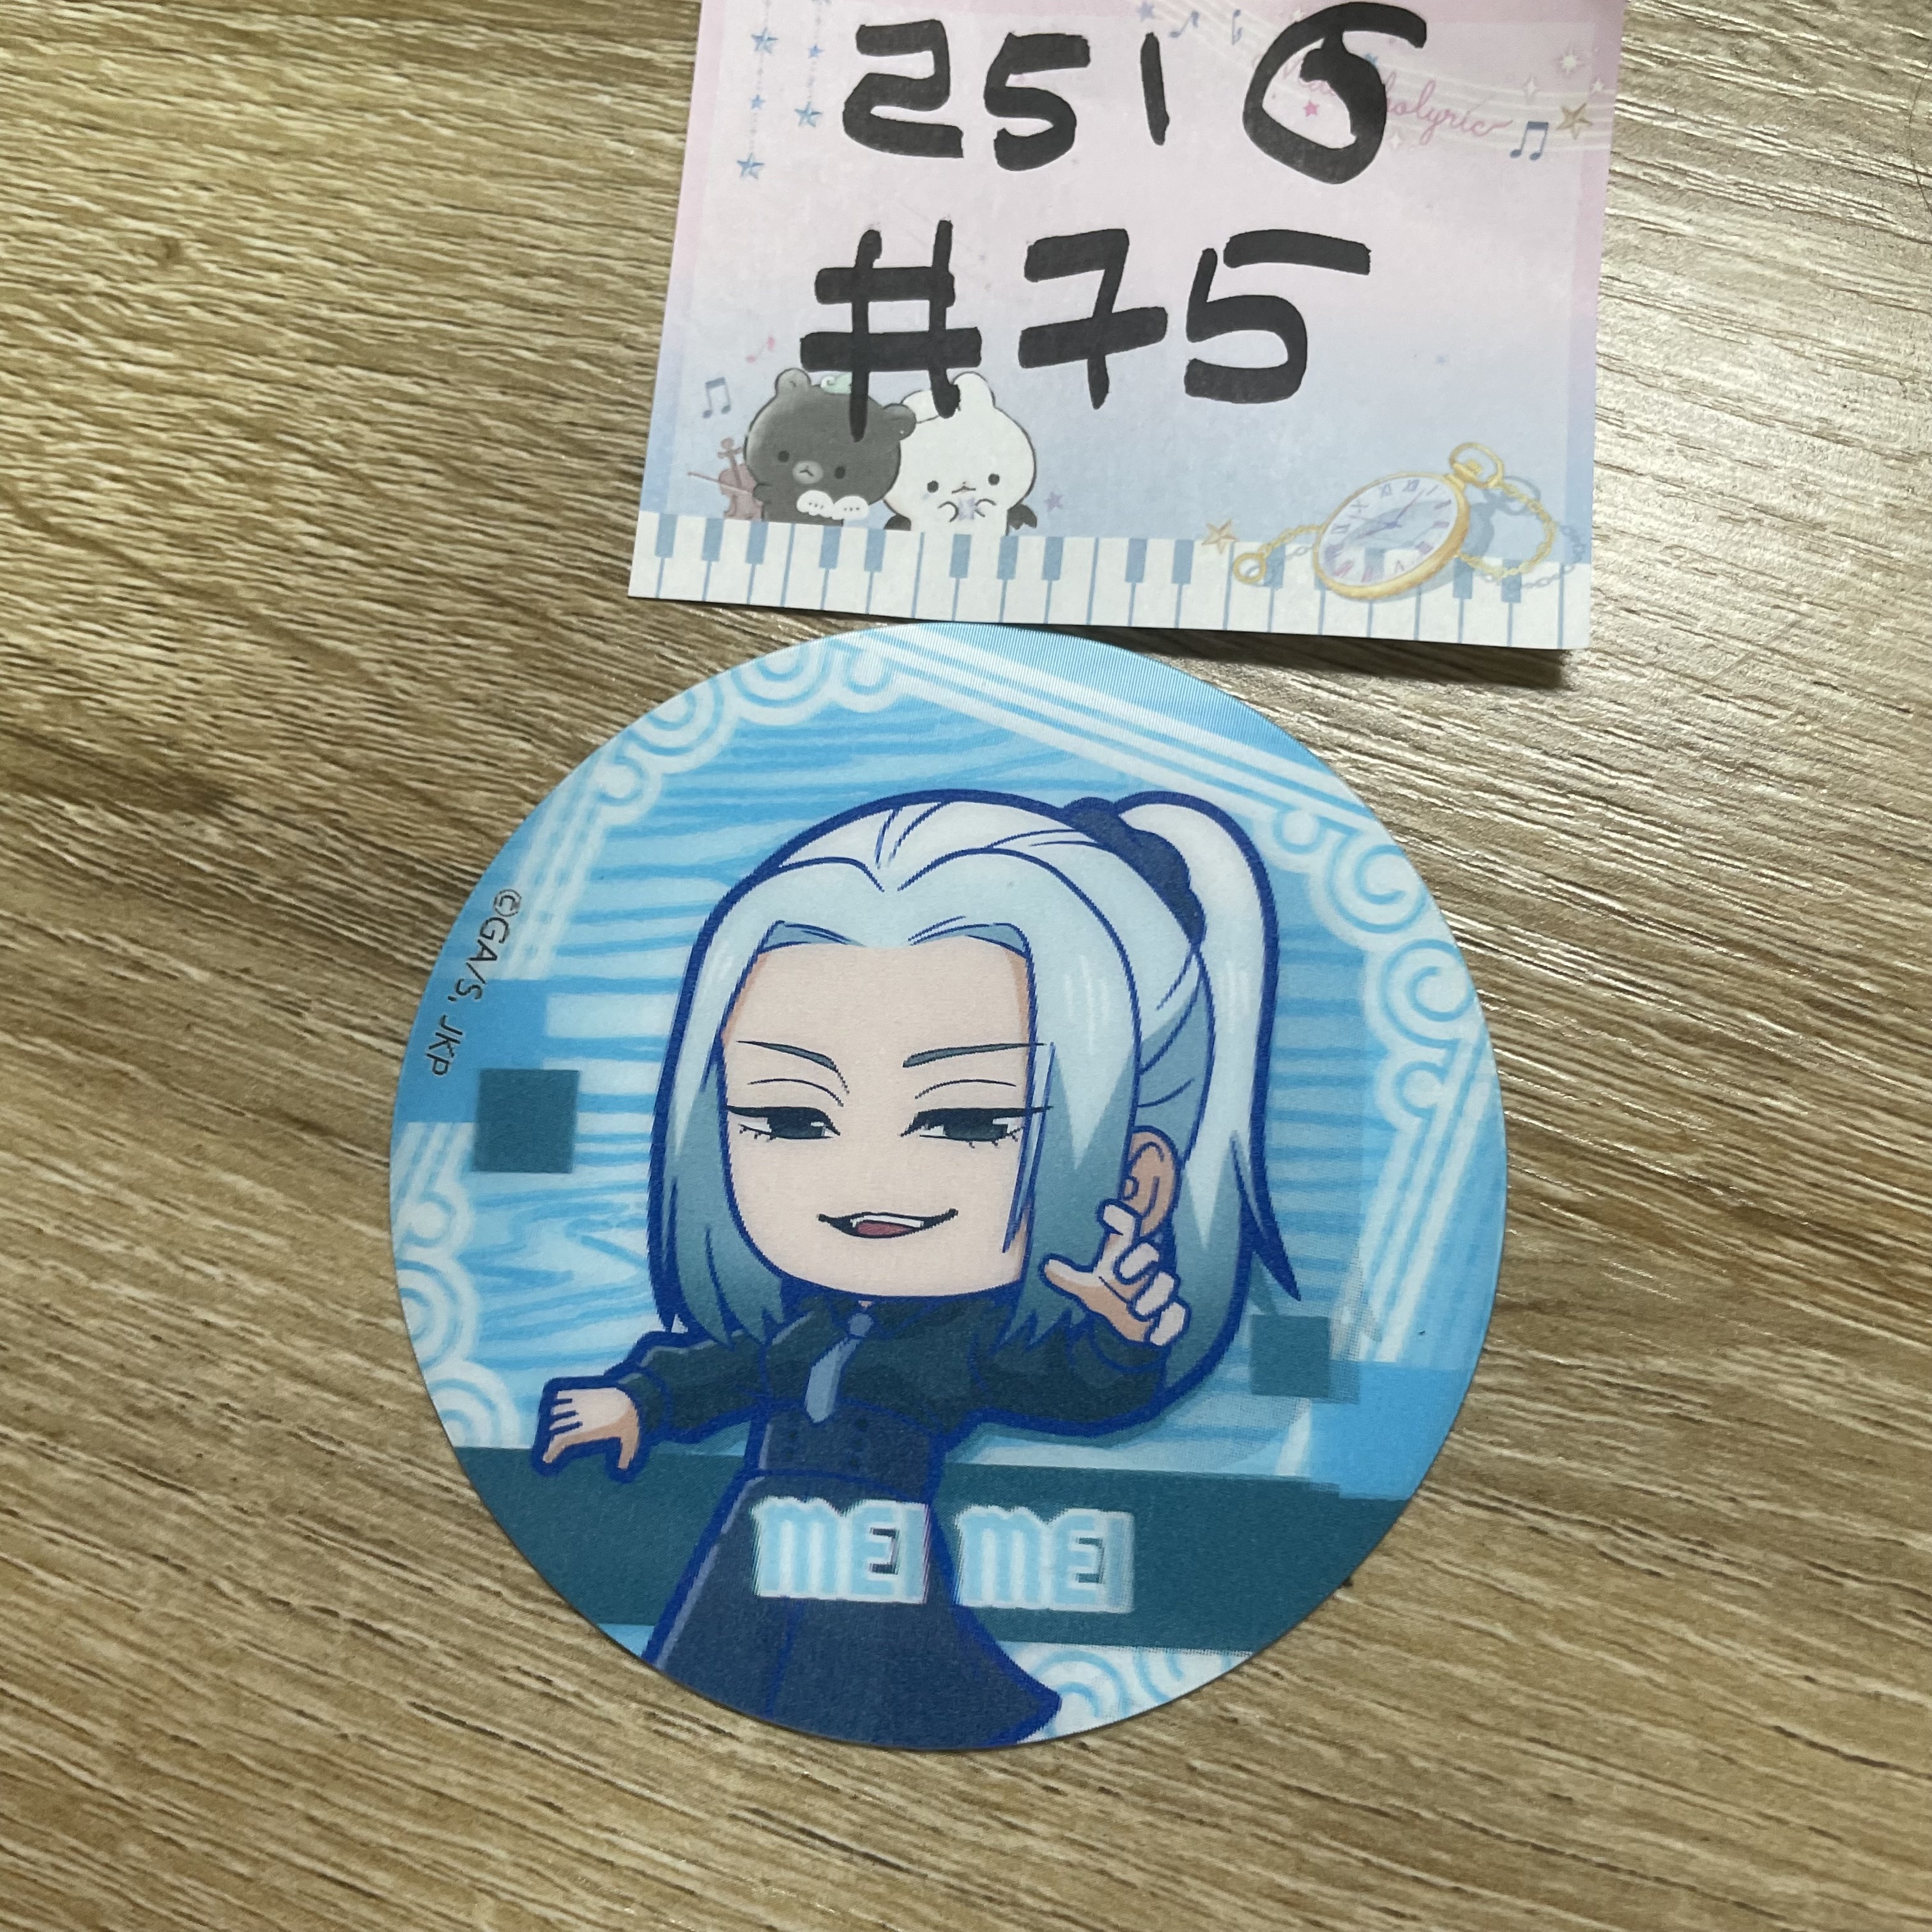 2516
#75
©GA/S, JKP
MEI MEI